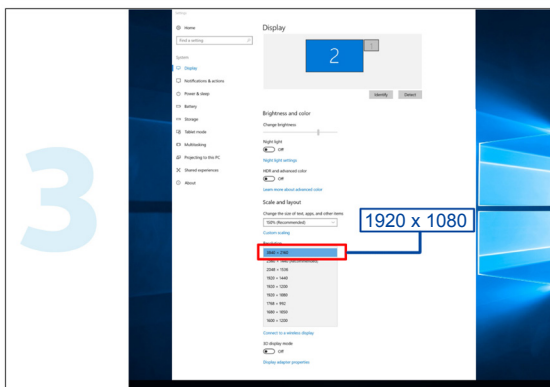 3
Settings
Home
Display
Find a setting
System
Display
Notifications & actions
Power & sleep
Battery
Storage
Tablet mode
Multitasking
Projecting to this PC
Shared experiences
About
2
1
Identify
Detect
Brightness and color
Change brightness
Night light
Off
Night light settings
HDR and advanced color
Off
Learn more about advanced color
Scale and layout
Change the size of text, apps, and other items
100% (Recommended)
Custom scaling
Resolution
1920 x 1080
2560 × 1440 (Recommended)
2048 × 1536
1920 × 1440
1920 × 1200
1920 × 1080
1680 × 1050
1600 × 1200
Connect to a wireless display
3D display mode
Off
Display adapter properties